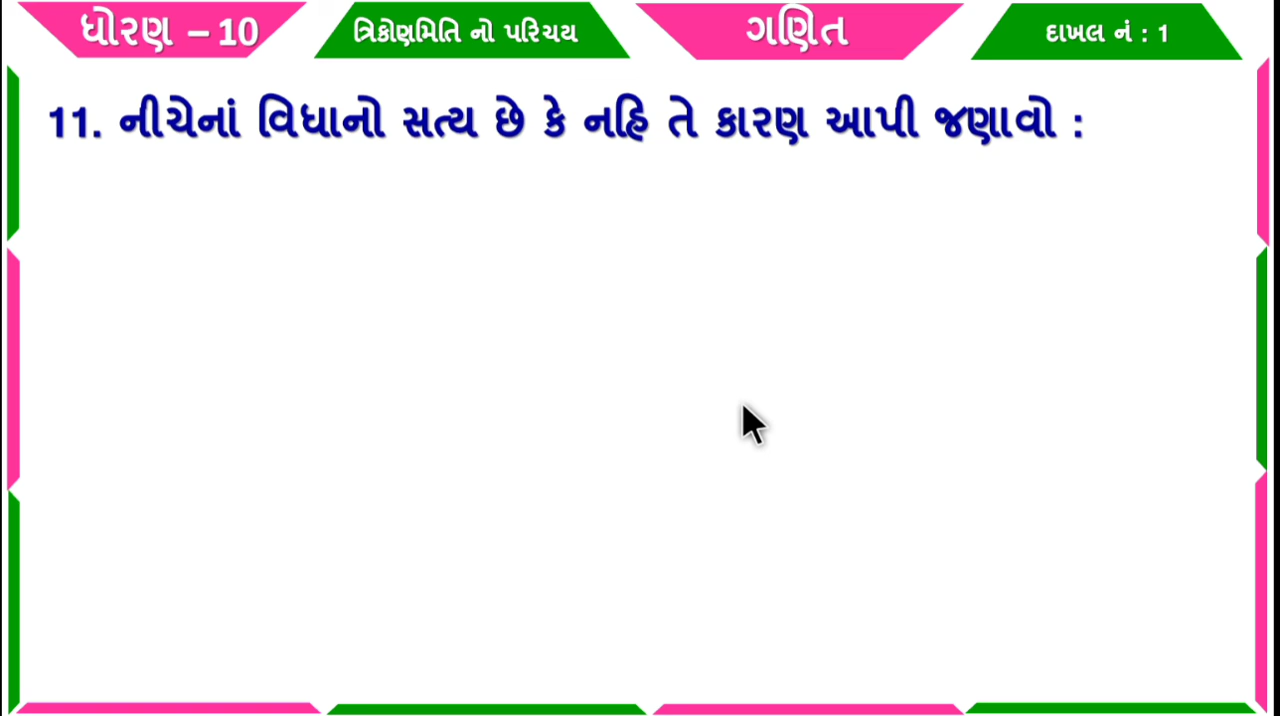 ધોરણ – 10
ત્રિકોણમિતિ નો પરિચય
ગણિત
દાખલ નં : 1
11. નીચેનાં વિધાનો સત્ય છે કે નહિ તે કારણ આપી જણાવો :